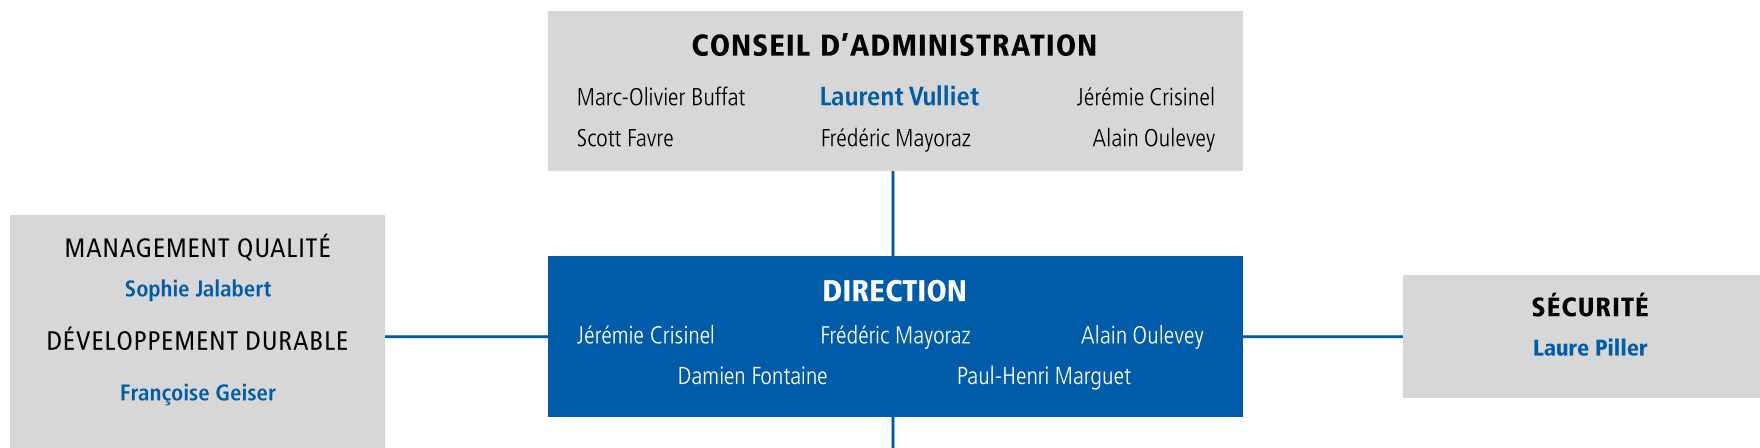 CONSEIL D’ADMINISTRATION
Marc-Olivier Buffat Laurent Vulliet Jérémie Crisinel
Scott Favre Frédéric Mayoraz Alain Oulevey
MANAGEMENT QUALITÉ
Sophie Jalabert
DÉVELOPPEMENT DURABLE
Françoise Geiser
DIRECTION
Jérémie Crisinel Frédéric Mayoraz Alain Oulevey
Damien Fontaine Paul-Henri Marguet
SÉCURITÉ
Laure Piller